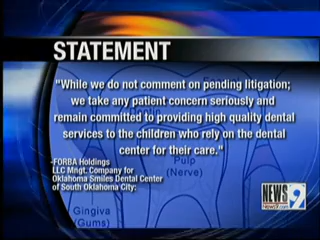 STATEMENT
"While we do not comment on pending litigation;
we take any patient concern seriously and
remain committed to providing high quality dental
services to the children who rely on the dental
center for their care."
-FORBA Holdings
LLC Mngt. Company for
Oklahoma Smiles Dental Center
of South Oklahoma City:
Pulp
(Nerve)
Gingiva
(Gums)
NEWS 9
NEWS9.com